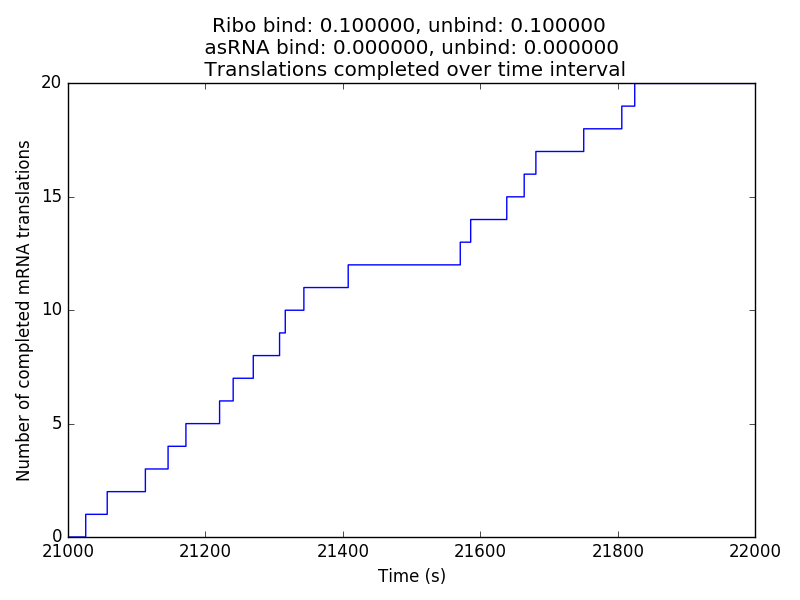 Ribo bind: 0.100000, unbind: 0.100000
asRNA bind: 0.000000, unbind: 0.000000
Translations completed over time interval
20
15
10
5
0
Number of completed mRNA translations
21000 21200 21400 21600 21800 22000
Time (s)